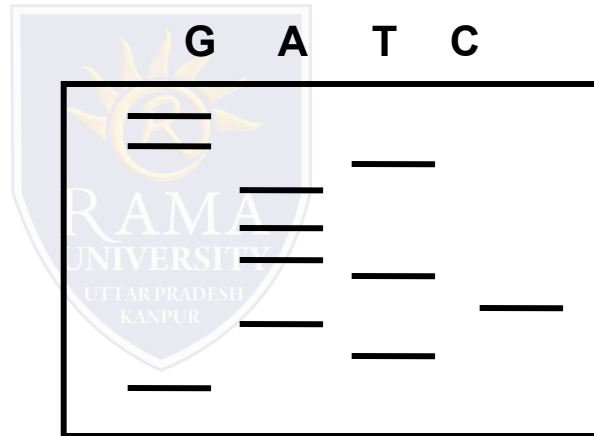 G A T C
R
RAMA
UNIVERSITY
UTTAR PRADESH
KANPUR